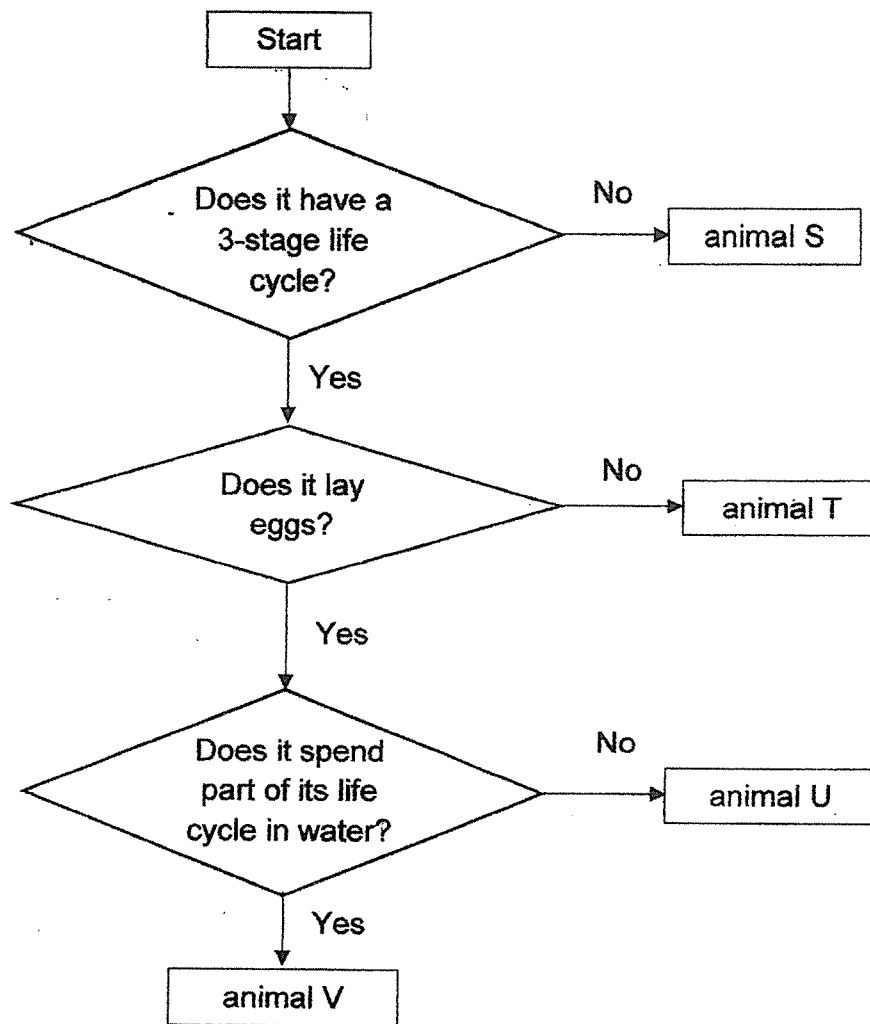 Start
Does it have a
3-stage life
cycle?
No
animal S
Yes
Does it lay
eggs?
No
animal T
Yes
Does it spend
part of its life
cycle in water?
No
animal U
Yes
animal V